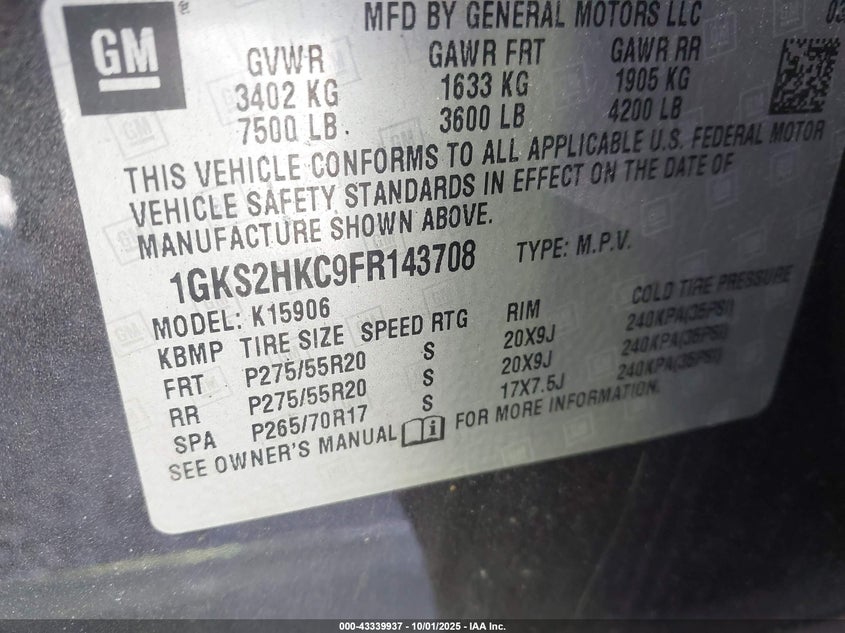 MFD BY GENERAL MOTORS LLC 03
GM
GVWR GAWR FRT GAWR RR
3402 KG 1633 KG 1905 KG
7500 LB. 3600 LB 4200 LB
THIS VEHICLE CONFORMS TO ALL APPLICABLE U.S. FEDERAL MOTOR
VEHICLE SAFETY STANDARDS IN EFFECT ON THE DATE OF
MANUFACTURE SHOWN ABOVE.
1GKS2HKC9FR143708 TYPE: M.P.V.
MODEL: K15906
KBMP TIRE SIZE SPEED RTG RIM COLD TIRE PRESSURE
FRT P275/55R20 S 20X9J 240KPA(35PSI)
RR P275/55R20 S 20X9J 240KPA(35PSI)
SPA P265/70R17 S 17X7.5J 240KPA(35PSI)
SEE OWNER'S MANUAL FOR MORE INFORMATION.
000-43339937 - 10/01/2025 - IAA Inc.